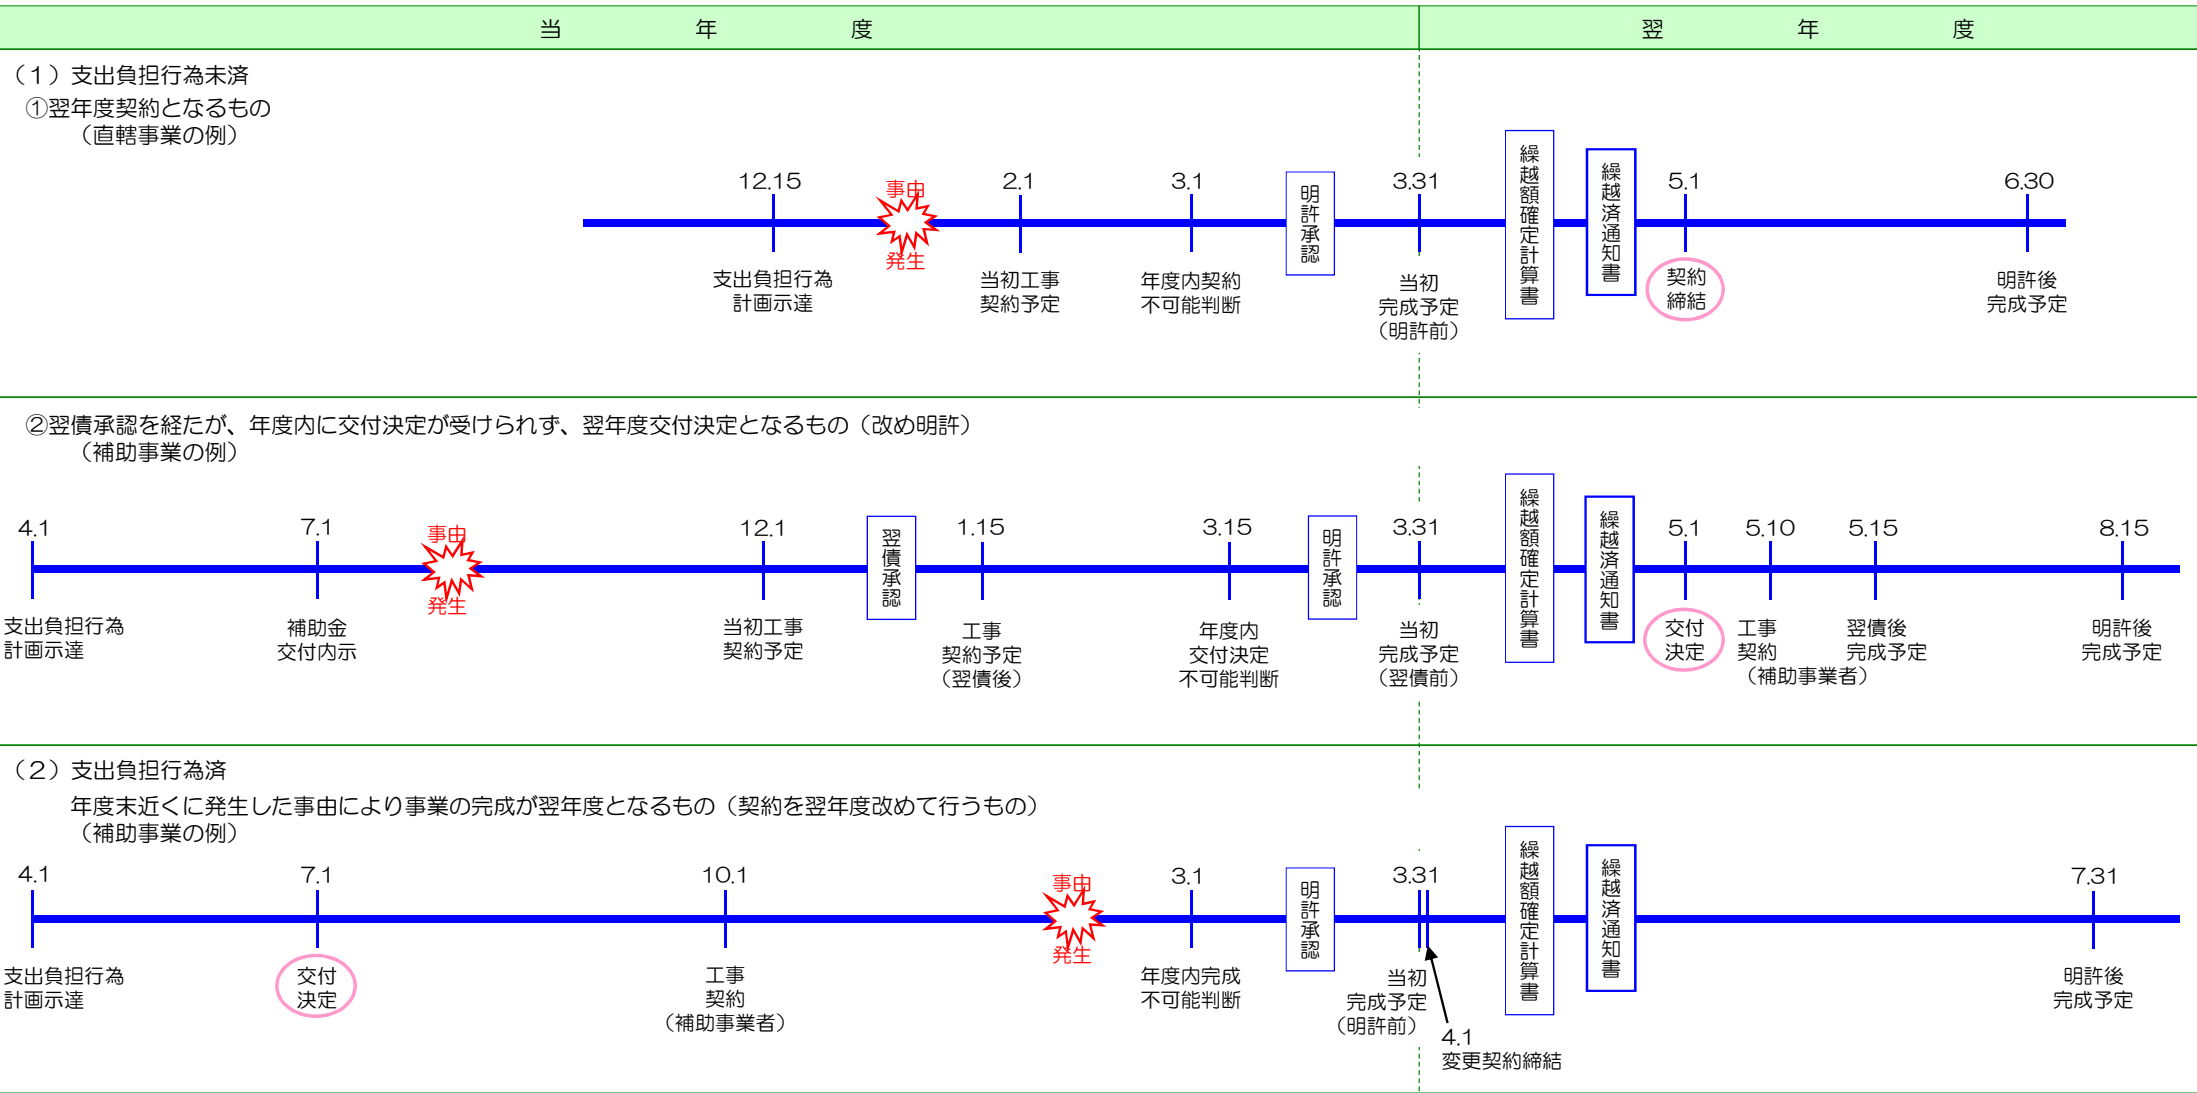 当年度
翌年度
（１）支出負担行為未済
①翌年度契約となるもの
（直轄事業の例）
12.15
事由
発生
2.1
3.1
明許承認
3.31
繰越額確定計算書
繰越済通知書
5.1
6.30
支出負担行為
計画示達
当初工事
契約予定
年度内契約
不可能判断
当初
完成予定
（明許前）
契約
締結
明許後
完成予定
②翌債承認を経たが、年度内に交付決定が受けられず、翌年度交付決定となるもの（改め明許）
（補助事業の例）
4.1
7.1
事由
発生
12.1
翌債承認
1.15
3.15
明許承認
3.31
繰越額確定計算書
繰越済通知書
5.1
5.10
5.15
8.15
支出負担行為
計画示達
補助金
交付内示
当初工事
契約予定
工事
契約予定
（翌債後）
年度内
交付決定
不可能判断
当初
完成予定
（翌債前）
交付
決定
工事
契約
（補助事業者）
翌債後
完成予定
明許後
完成予定
（２）支出負担行為済
年度末近くに発生した事由により事業の完成が翌年度となるもの（契約を翌年度改めて行うもの）
（補助事業の例）
4.1
7.1
10.1
事由
発生
3.1
明許承認
3.31
繰越額確定計算書
繰越済通知書
7.31
支出負担行為
計画示達
交付
決定
工事
契約
（補助事業者）
年度内完成
不可能判断
当初
完成予定
（明許前）
4.1
変更契約締結
明許後
完成予定